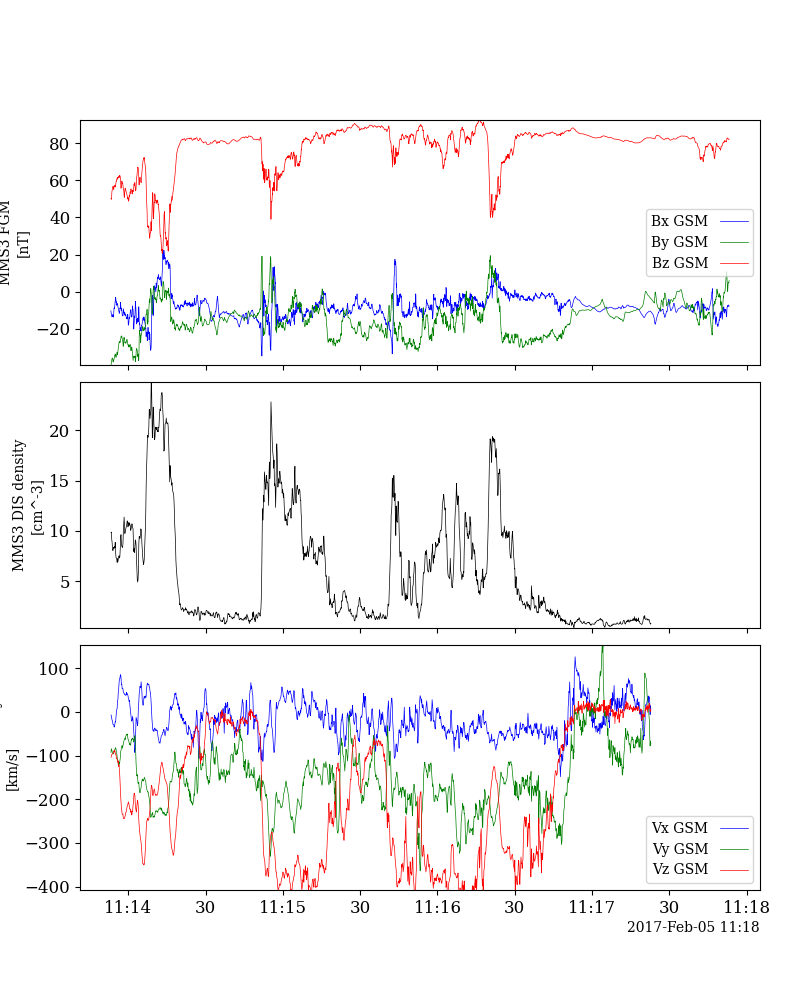 MMS3 FGM
[nT]
80
60
40
20
0
−20
Bx GSM
By GSM
Bz GSM
MMS3 DIS density
[cm^-3]
20
15
10
5
[km/s]
100
0
−100
−200
−300
−400
Vx GSM
Vy GSM
Vz GSM
11:14 30 11:15 30 11:16 30 11:17 30 11:18
2017-Feb-05 11:18